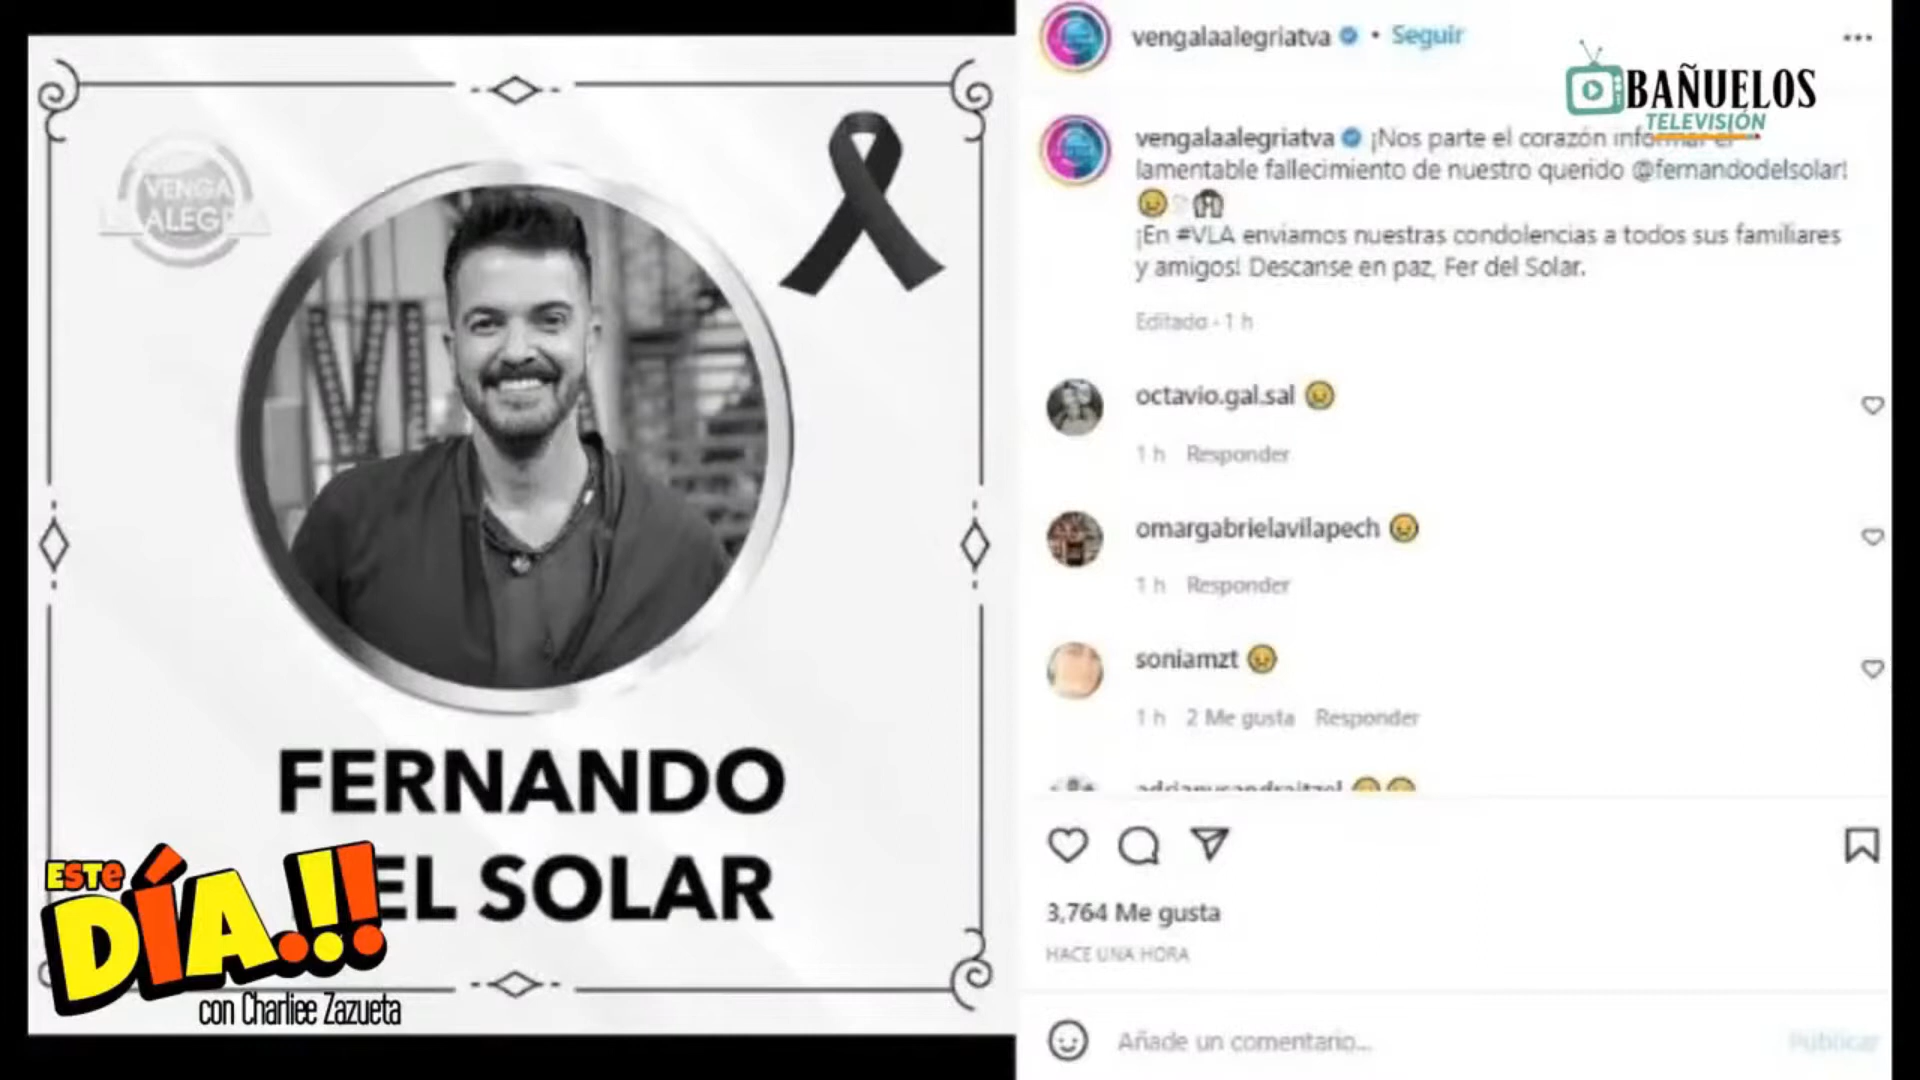 VENGA
LA ALEGRÍA
FERNANDO
DEL SOLAR
ESTE
DÍA.!!
con Charliee Zazueta
vengalaalegriatva • Seguir
BAÑUELOS
TELEVISIÓN
vengalaalegriatva ¡Nos parte el corazón informar el
lamentable fallecimiento de nuestro querido @fernandodelsolar!
¡En #VLA enviamos nuestras condolencias a todos sus familiares
y amigos! Descanse en paz, Fer del Solar.
Editado · 1 h
octavio.gal.sal
1 h Responder
omargabrielavilapech
1 h Responder
soniamzt
1 h 2 Me gusta Responder
3,764 Me gusta
HACE UNA HORA
Añade un comentario...
Publicar